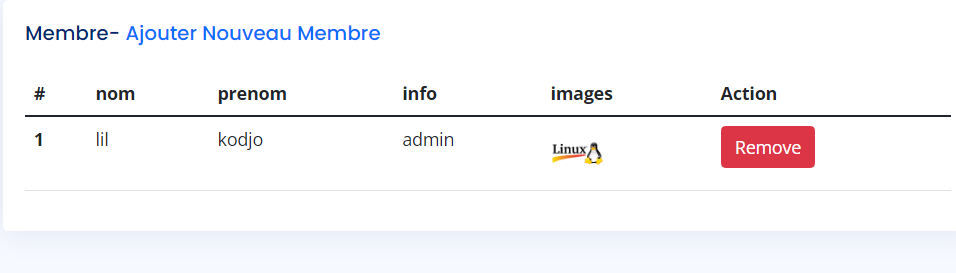 Membre- Ajouter Nouveau Membre
# nom prenom info images Action
1 lil kodjo admin Linux Remove